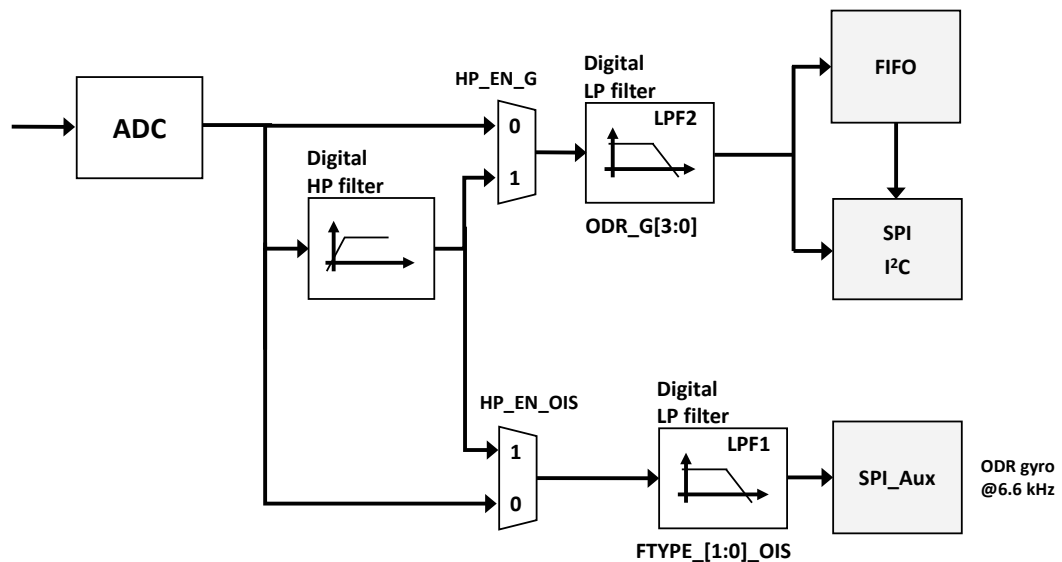 ADC
Digital
HP filter
HP_EN_G
0
1
Digital
LP filter
LPF2
ODR_G[3:0]
FIFO
SPI
I²C
HP_EN_OIS
1
0
Digital
LP filter
LPF1
FTYPE_[1:0]_OIS
SPI_Aux
ODR gyro
@6.6 kHz